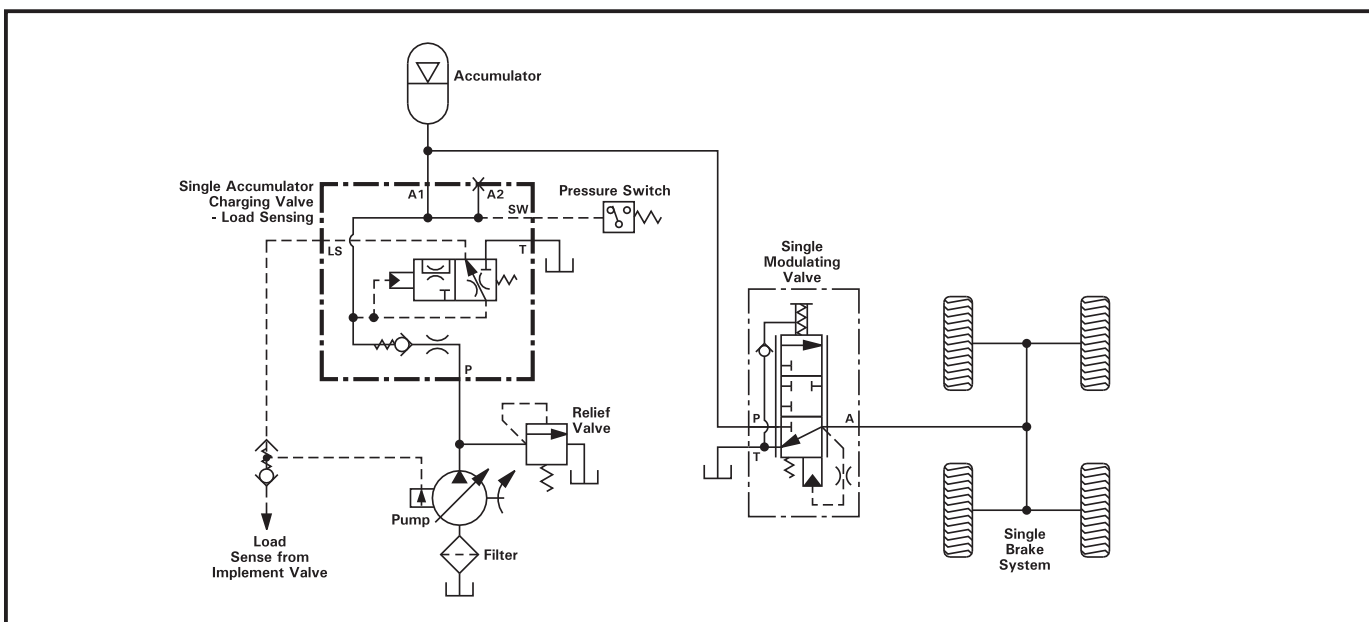 Accumulator
Single Accumulator
Charging Valve
- Load Sensing
A1
A2
SW
Pressure Switch
LS
T
P
Single
Modulating
Valve
P
A
T
Relief
Valve
Pump
Filter
Load
Sense from
Implement Valve
Single
Brake
System